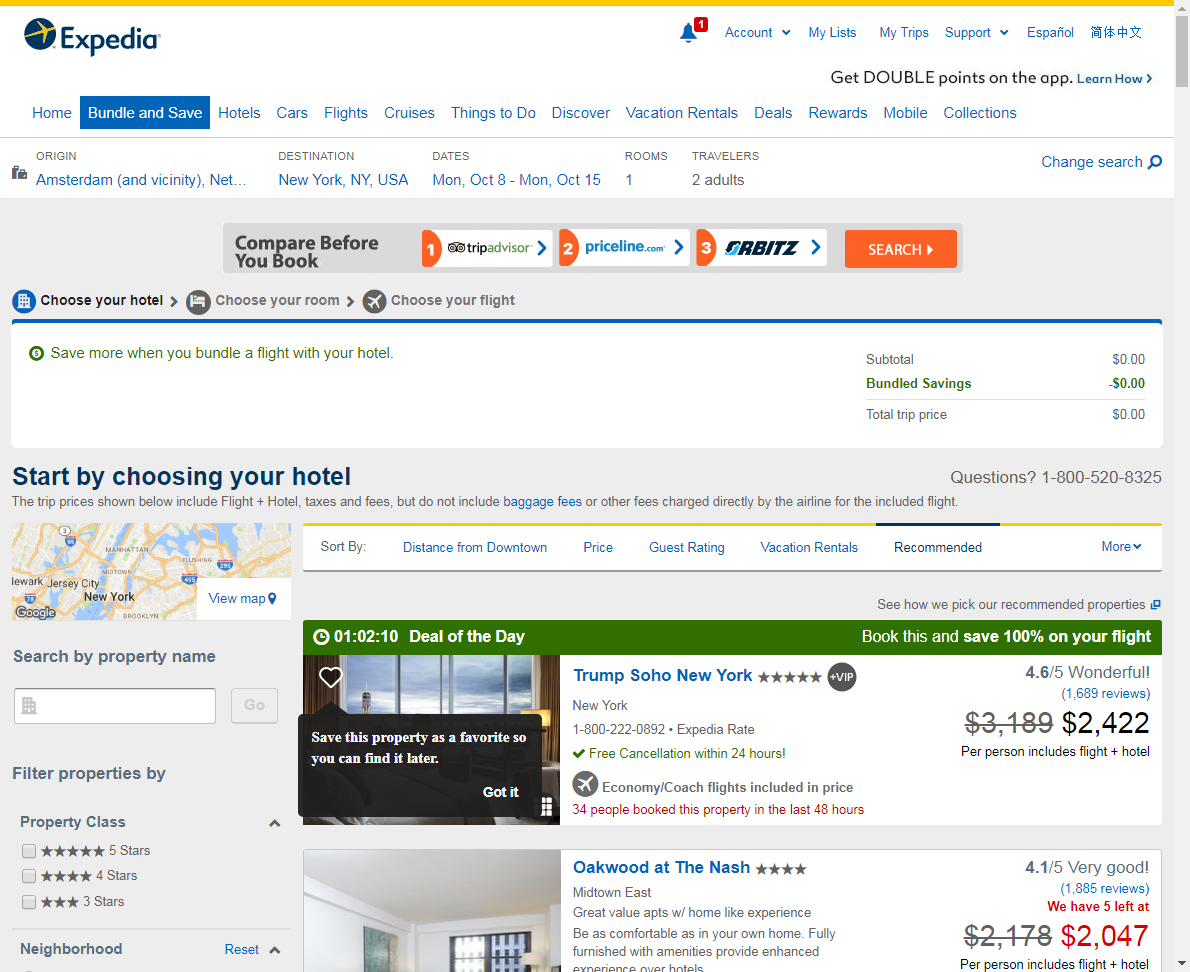 Expedia
1
Account
My Lists
My Trips
Support
Español
简体中文
Get DOUBLE points on the app. Learn How
Home
Bundle and Save
Hotels
Cars
Flights
Cruises
Things to Do
Discover
Vacation Rentals
Deals
Rewards
Mobile
Collections
ORIGIN
Amsterdam (and vicinity), Net…
DESTINATION
New York, NY, USA
DATES
Mon, Oct 8 - Mon, Oct 15
ROOMS
1
TRAVELERS
2 adults
Change search
Compare Before
You Book
1 tripadvisor
2 priceline.com
3 ORBITZ
SEARCH
Choose your hotel
Choose your room
Choose your flight
Save more when you bundle a flight with your hotel.
Subtotal $0.00
Bundled Savings -$0.00
Total trip price $0.00
Start by choosing your hotel
Questions? 1-800-520-8325
The trip prices shown below include Flight + Hotel, taxes and fees, but do not include baggage fees or other fees charged directly by the airline for the included flight.
3
95
MANHATTAN
MIDTOWN
FLUSHING
295
495
lewark
Jersey City
78
New York
BROOKLYN
Google
View map
Sort By:
Distance from Downtown
Price
Guest Rating
Vacation Rentals
Recommended
More
See how we pick our recommended properties
Search by property name
Go
Filter properties by
Property Class
5 Stars
4 Stars
3 Stars
Neighborhood
Reset
01:02:10 Deal of the Day
Book this and save 100% on your flight
Save this property as a favorite so
you can find it later.
Got it
Trump Soho New York
+VIP
New York
1-800-222-0892 • Expedia Rate
Free Cancellation within 24 hours!
Economy/Coach flights included in price
34 people booked this property in the last 48 hours
4.6/5 Wonderful!
(1,689 reviews)
$3,189 $2,422
Per person includes flight + hotel
Oakwood at The Nash
Midtown East
Great value apts w/ home like experience
Be as comfortable as in your own home. Fully
furnished with amenities provide enhanced
experience over hotels
4.1/5 Very good!
(1,885 reviews)
We have 5 left at
$2,178 $2,047
Per person includes flight + hotel